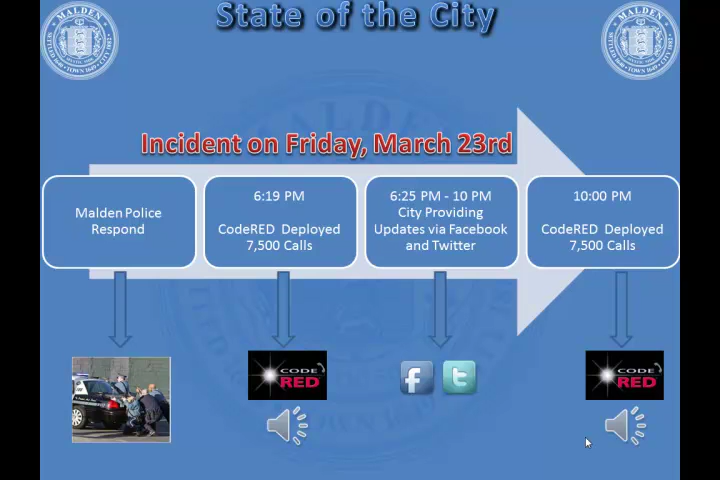 State of the City
MALDEN
MALDEN
Incident on Friday, March 23rd
Malden Police
Respond
6:19 PM
CodeRED Deployed
7,500 Calls
6:25 PM - 10 PM
City Providing
Updates via Facebook
and Twitter
10:00 PM
CodeRED Deployed
7,500 Calls
CODE
RED
f
t
CODE
RED